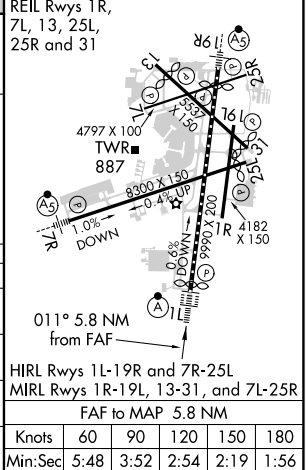 REIL Rwys 1R,
7L, 13, 25L,
25R and 31
19R
A5
13
P
25R
P
P
5537
X 150
7L
19L
4797 X 100
P
TWR
887
31
25L
P
8300 X 150
0.4% UP
A5
P
1.0%
DOWN
7R
0.6%
DOWN
9990 X 200
1R
4182
X 150
P
A
1L
011° 5.8 NM
from FAF
HIRL Rwys 1L-19R and 7R-25L
MIRL Rwys 1R-19L, 13-31, and 7L-25R
FAF to MAP 5.8 NM
Knots 60 90 120 150 180
Min:Sec 5:48 3:52 2:54 2:19 1:56